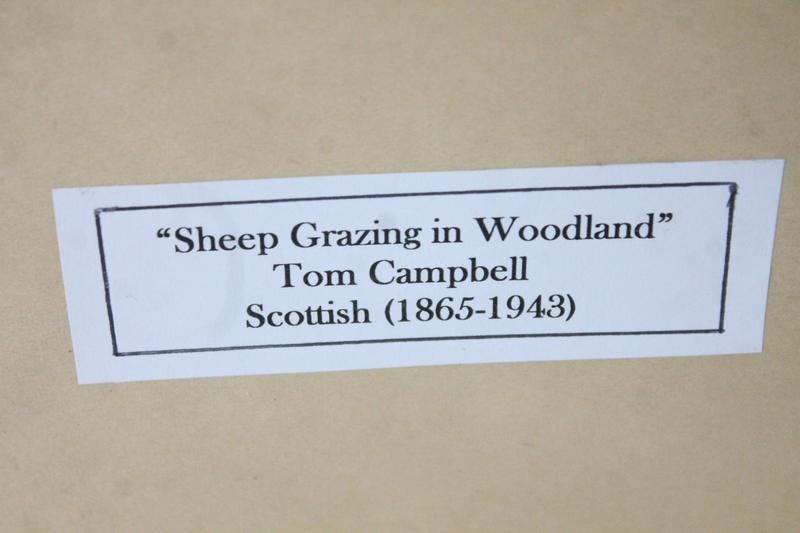 “Sheep Grazing in Woodland”
Tom Campbell
Scottish (1865-1943)